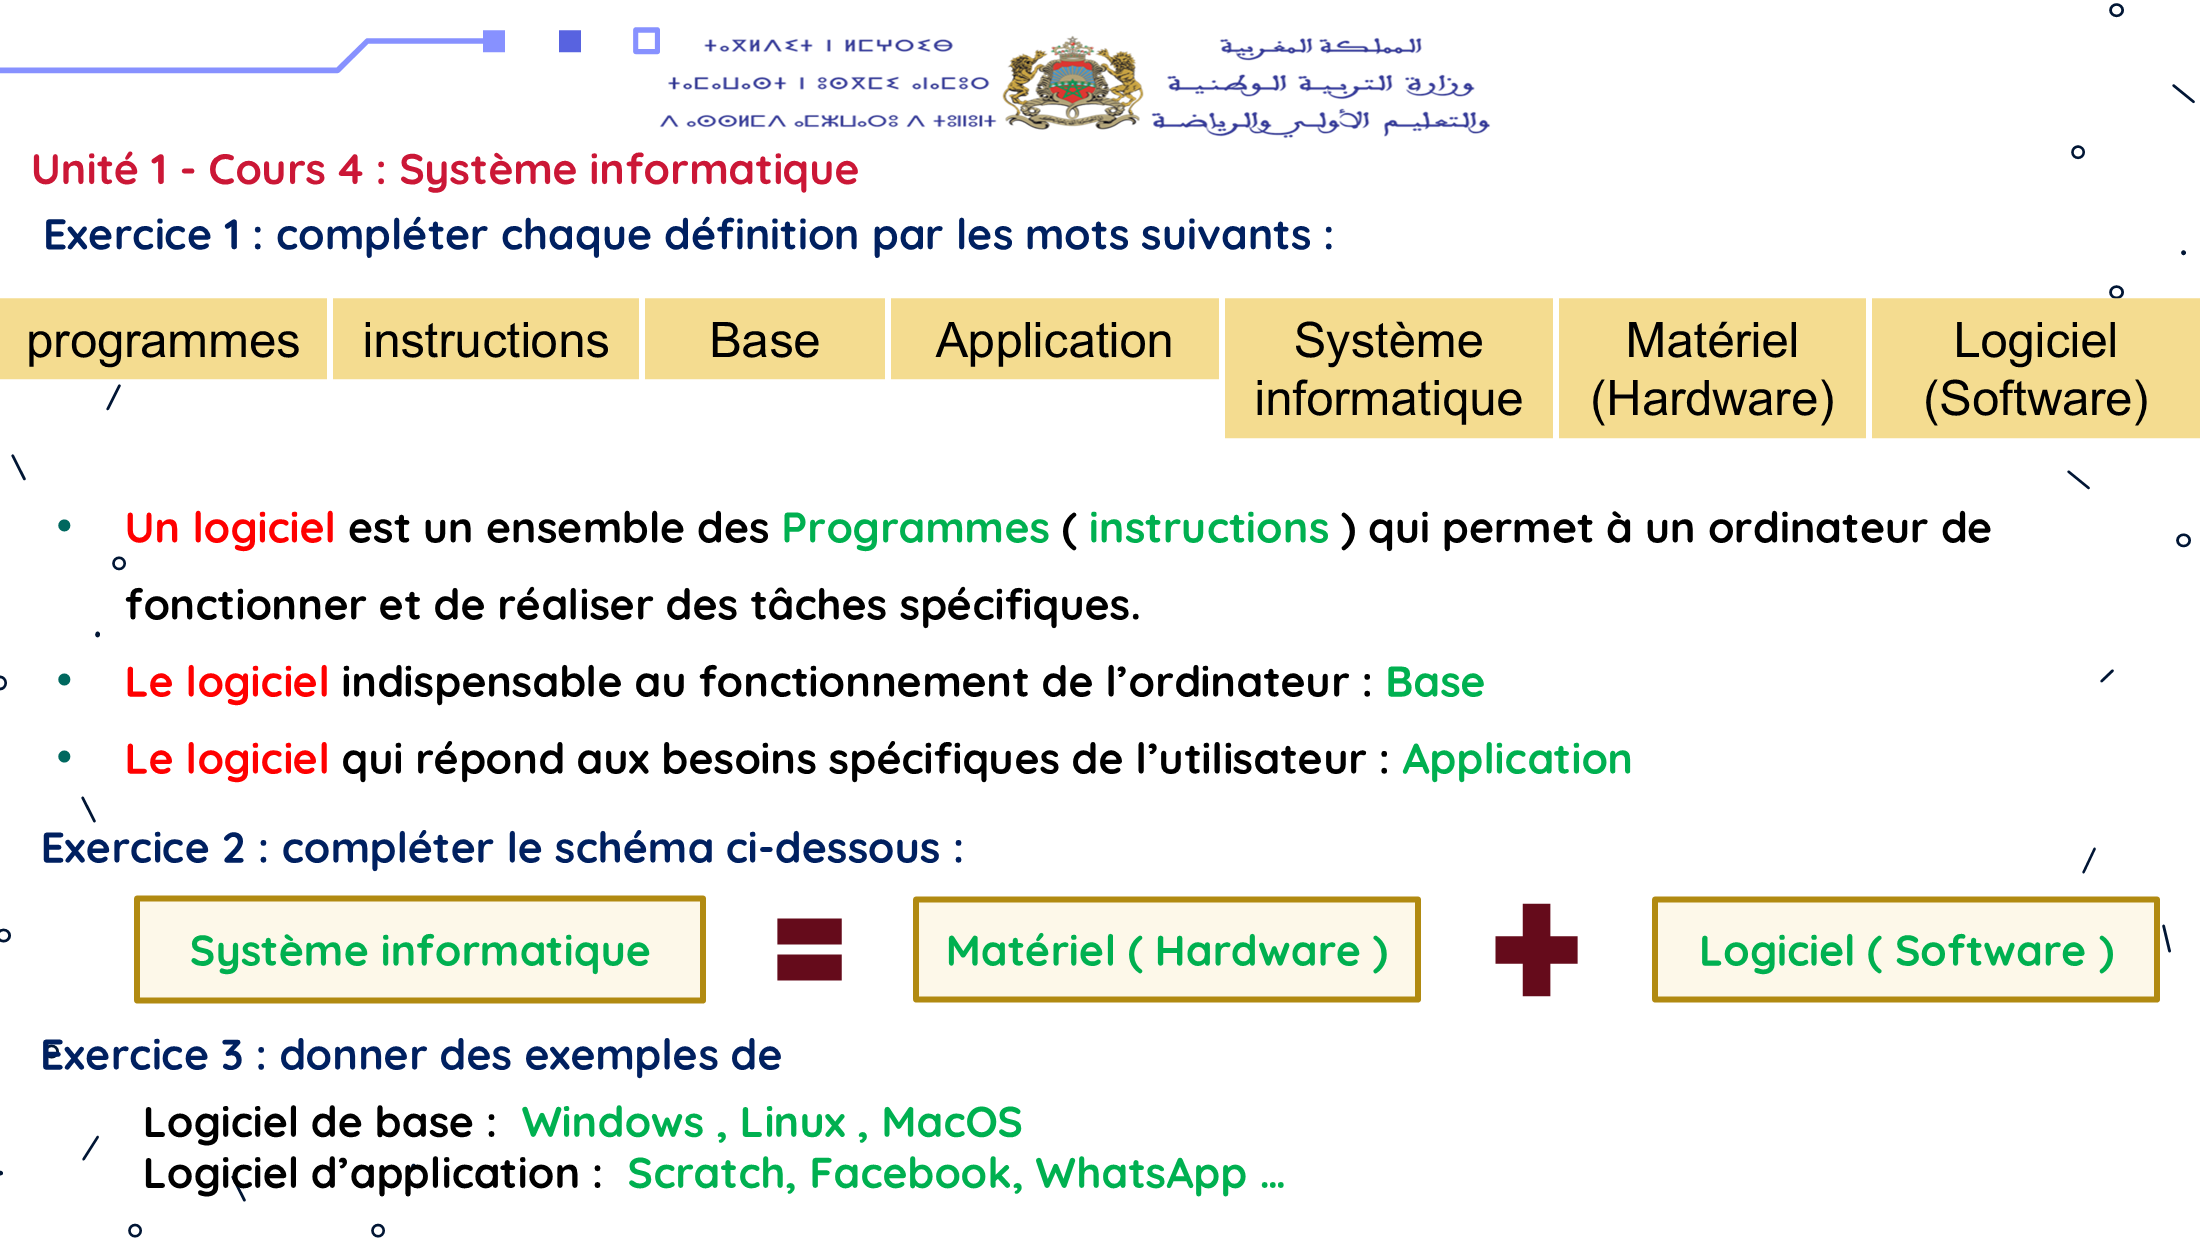 ⵜⴰⴳⵍⴷⵉⵜ ⵏ ⵍⵎⵖⵔⵉⴱ
ⵜⴰⵎⴰⵡⴰⵙⵜ ⵏ ⵓⵙⴳⵎⵉ ⴰⵏⴰⵎⵓⵔ
ⴷ ⴰⵙⵙⵍⵎⴷ ⴰⵎⵣⵡⴰⵔⵓ ⴷ ⵜⵓⵏⵏⵓⵏⵜ
المملكة المغربية
وزارة التربية الوطنية
والتعليم الأولي والرياضة
Unité 1 - Cours 4 : Système informatique
Exercice 1 : compléter chaque définition par les mots suivants :
programmes instructions Base Application Système informatique Matériel (Hardware) Logiciel (Software)
Un logiciel est un ensemble des Programmes ( instructions ) qui permet à un ordinateur de
fonctionner et de réaliser des tâches spécifiques.
Le logiciel indispensable au fonctionnement de l’ordinateur : Base
Le logiciel qui répond aux besoins spécifiques de l’utilisateur : Application
Exercice 2 : compléter le schéma ci-dessous :
Système informatique = Matériel ( Hardware ) + Logiciel ( Software )
Exercice 3 : donner des exemples de
Logiciel de base : Windows , Linux , MacOS
Logiciel d’application : Scratch, Facebook, WhatsApp ...